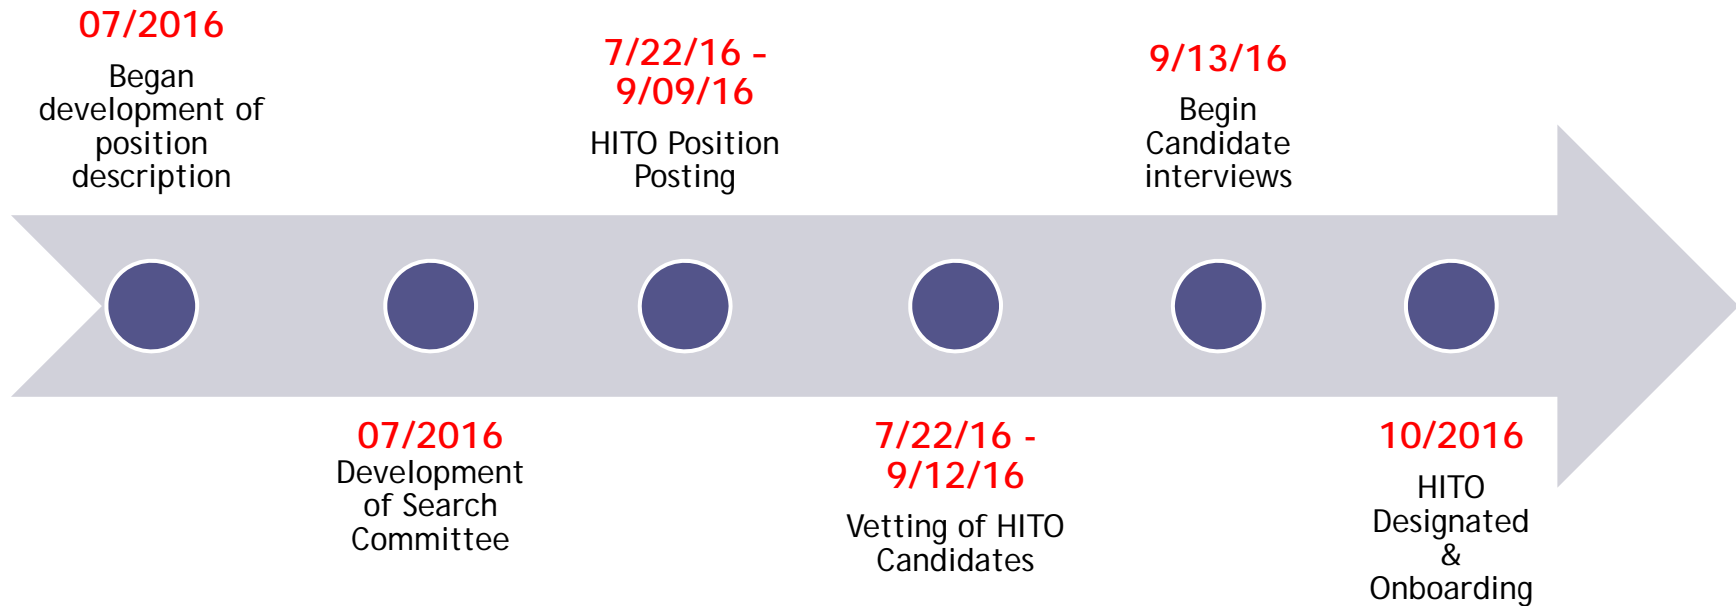 07/2016
Began
development of
position
description
07/2016
Development
of Search
Committee
7/22/16 -
9/09/16
HITO Position
Posting
7/22/16 -
9/12/16
Vetting of HITO
Candidates
9/13/16
Begin
Candidate
interviews
10/2016
HITO
Designated
&
Onboarding